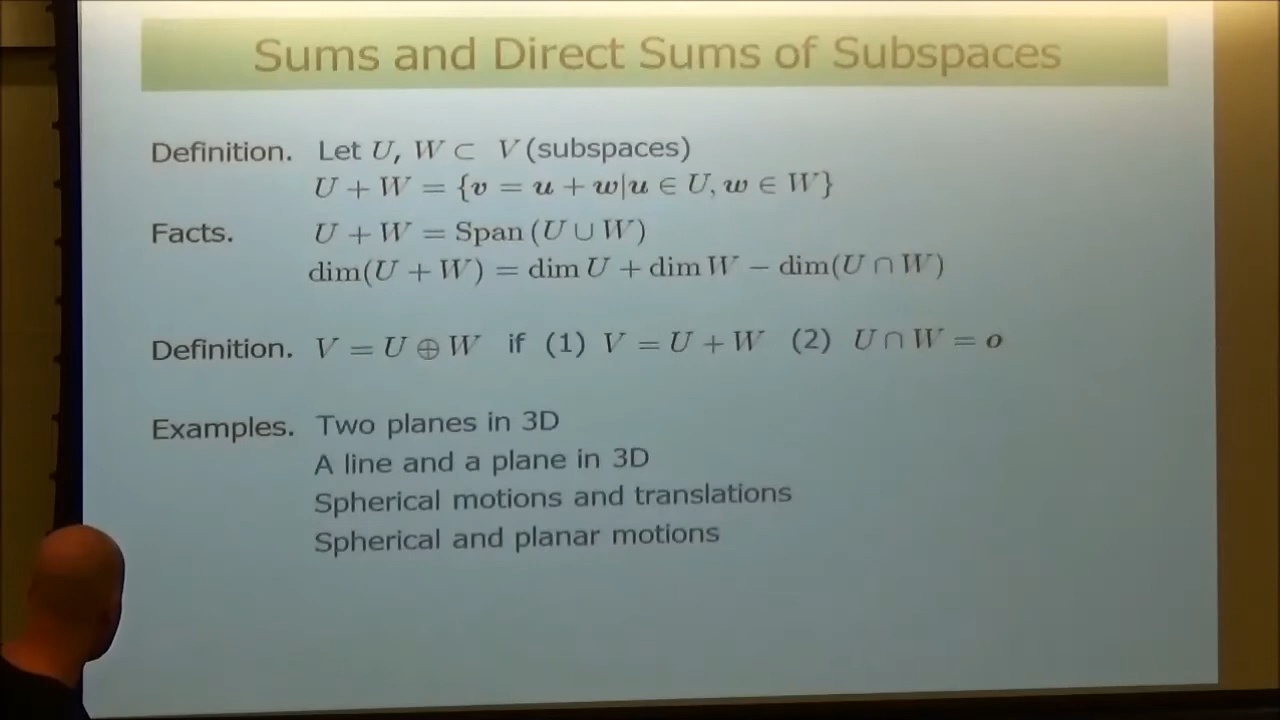 Sums and Direct Sums of Subspaces
Definition. Let U, W ⊂ V (subspaces)
U + W = {v = u + w|u ∈ U, w ∈ W}
Facts. U + W = Span (U ∪ W)
dim(U + W) = dim U + dim W − dim(U ∩ W)
Definition. V = U ⊕ W if (1) V = U + W (2) U ∩ W = o
Examples. Two planes in 3D
A line and a plane in 3D
Spherical motions and translations
Spherical and planar motions